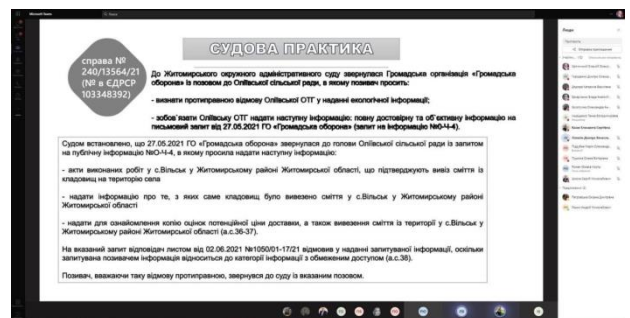 Microsoft Teams
СУДОВА ПРАКТИКА
справа №
240/13564/21
(№ в ЄДРСР
103348392)
До Житомирського окружного адміністративного суду звернулася Громадська організація «Громадська
оборона» із позовом до Оліївської сільської ради, в якому позивач просить:
- визнати протиправною відмову Оліївської ОТГ у наданні екологічної інформації;
- зобов`язати Оліївську ОТГ надати наступну інформацію: повну достовірну та об`єктивну інформацію на
письмовий запит від 27.05.2021 ГО «Громадська оборона» (запит на інформацію №О-Ч-4).
Судом встановлено, що 27.05.2021 ГО «Громадська оборона» звернулася до голови Оліївської сільської ради із запитом
на публічну інформацію №О-Ч-4, в якому просила надати наступну інформацію:
- акти виконаних робіт у с.Вільськ у Житомирському районі Житомирської області, що підтверджують вивіз сміття із
кладовищ на територію села
- надати інформацію про те, з яких саме кладовищ було вивезено сміття у с.Вільськ у Житомирському районі
Житомирської області
- надати для ознайомлення копію оцінок потенційної ціни доставки, а також вивезення сміття із території у с.Вільськ у
Житомирському районі Житомирської області (а.с.36-37).
На вказаний запит відповідач листом від 02.06.2021 №1050/01-17/21 відмовив у наданні запитуваної інформації, оскільки
запитувана позивачем інформація відноситься до категорії інформації з обмеженим доступом (а.с.38).
Позивач, вважаючи таку відмову протиправною, звернувся до суду із вказаним позовом.